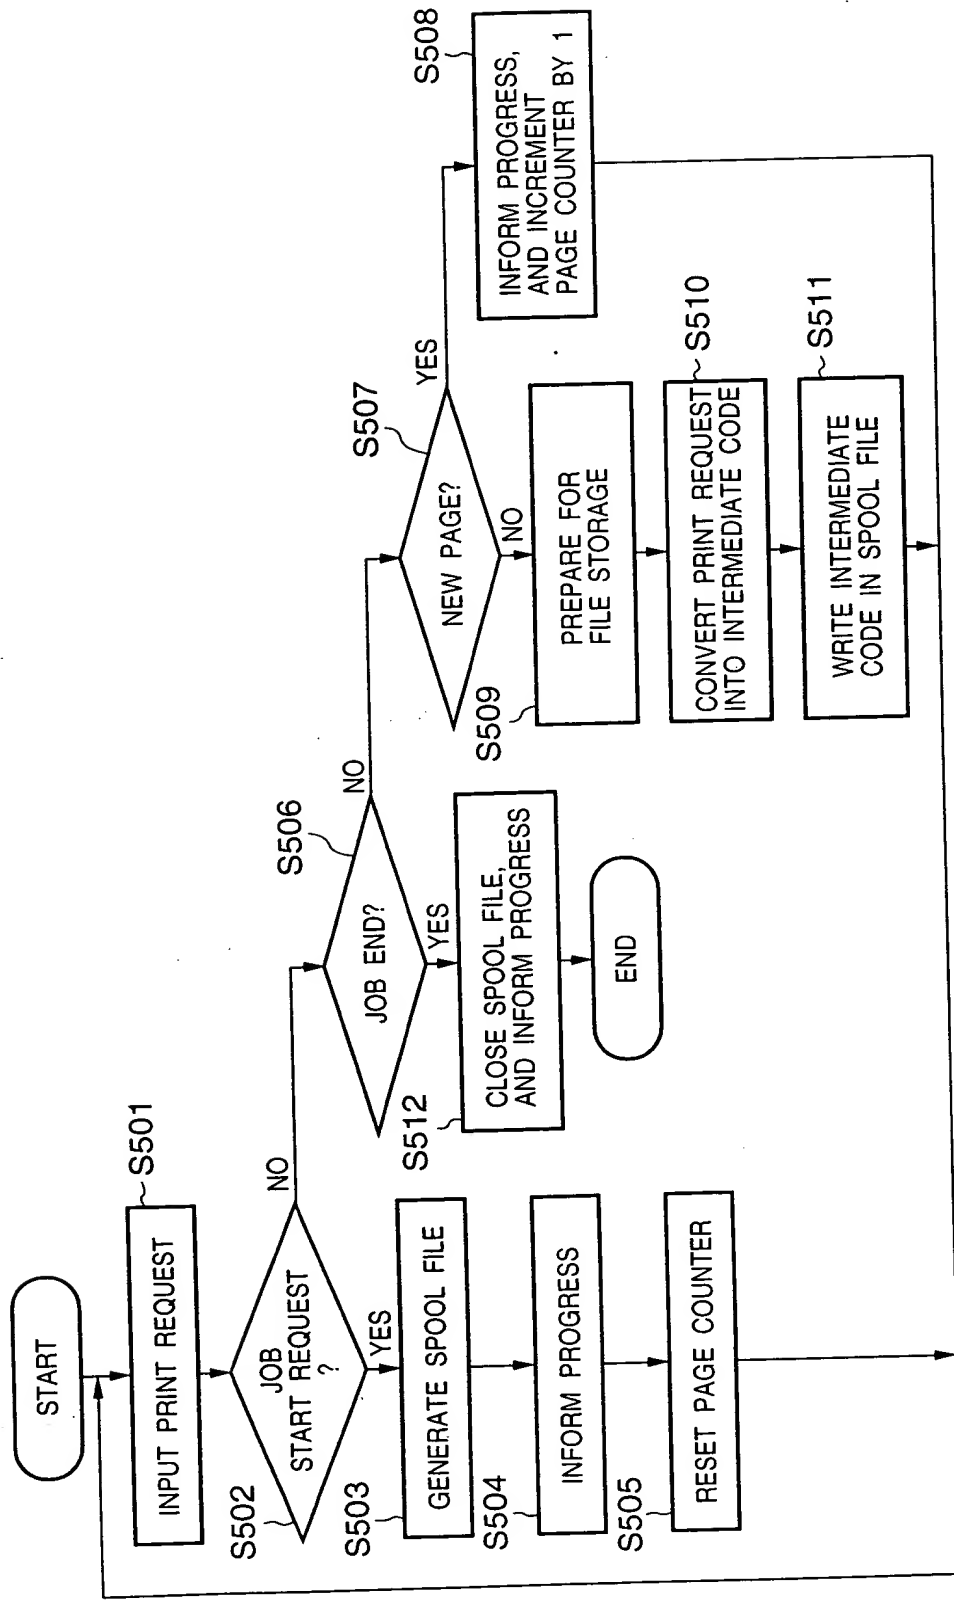 START
INPUT PRINT REQUEST
S501
JOB
START REQUEST
?
S502
NO
YES
GENERATE SPOOL FILE
S503
INFORM PROGRESS
S504
RESET PAGE COUNTER
S505
JOB END?
S506
NO
YES
CLOSE SPOOL FILE,
AND INFORM PROGRESS
S512
END
NEW PAGE?
S507
YES
NO
INFORM PROGRESS,
AND INCREMENT
PAGE COUNTER BY 1
S508
PREPARE FOR
FILE STORAGE
S509
CONVERT PRINT REQUEST
INTO INTERMEDIATE CODE
S510
WRITE INTERMEDIATE
CODE IN SPOOL FILE
S511